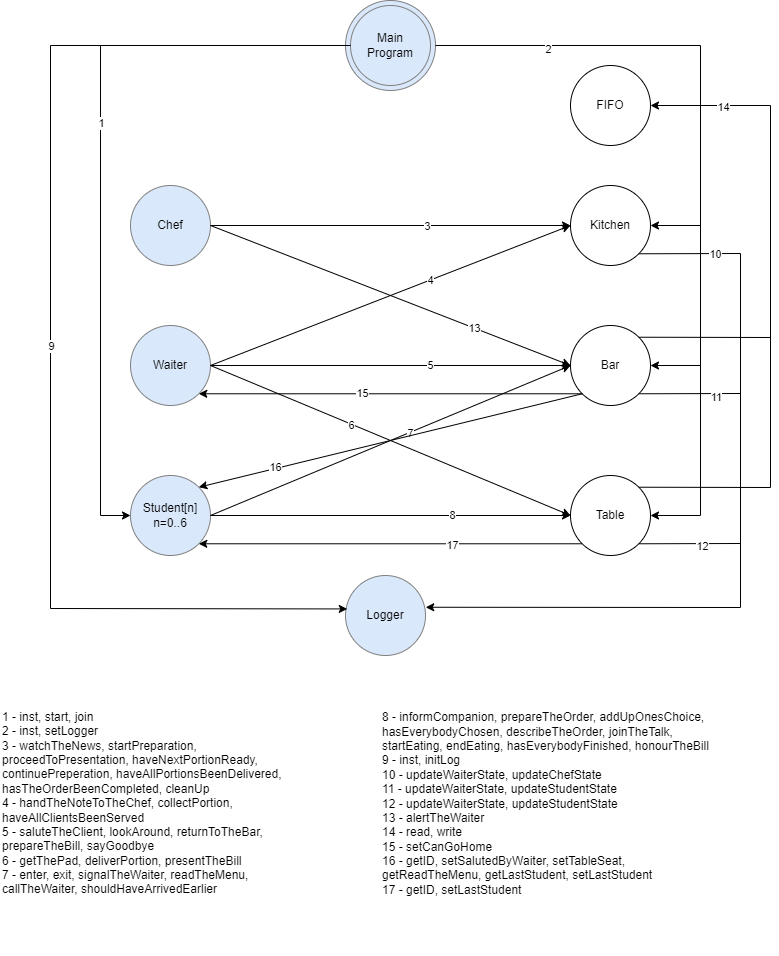 Main
Program
2
FIFO
14
1
Chef
3
Kitchen
10
4
13
9
Waiter
5
Bar
15
11
6
7
16
Student[n]
n=0..6
8
Table
17
12
Logger
1 - inst, start, join
2 - inst, setLogger
3 - watchTheNews, startPreparation,
proceedToPresentation, haveNextPortionReady,
continuePreperation, haveAllPortionsBeenDelivered,
hasTheOrderBeenCompleted, cleanUp
4 - handTheNoteToTheChef, collectPortion,
haveAllClientsBeenServed
5 - saluteTheClient, lookAround, returnToTheBar,
prepareTheBill, sayGoodbye
6 - getThePad, deliverPortion, presentTheBill
7 - enter, exit, signalTheWaiter, readTheMenu,
callTheWaiter, shouldHaveArrivedEarlier
8 - informCompanion, prepareTheOrder, addUpOnesChoice,
hasEverybodyChosen, describeTheOrder, joinTheTalk,
startEating, endEating, hasEverybodyFinished, honourTheBill
9 - inst, initLog
10 - updateWaiterState, updateChefState
11 - updateWaiterState, updateStudentState
12 - updateWaiterState, updateStudentState
13 - alertTheWaiter
14 - read, write
15 - setCanGoHome
16 - getID, setSalutedByWaiter, setTableSeat,
getReadTheMenu, getLastStudent, setLastStudent
17 - getID, setLastStudent